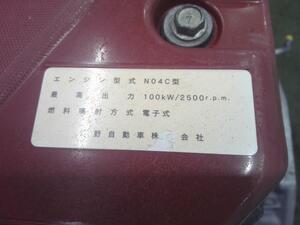 エンジン型式 N04C型
最高出力 100kW/2500r.p.m.
燃料噴射方式 電子式
野自動車株式会社